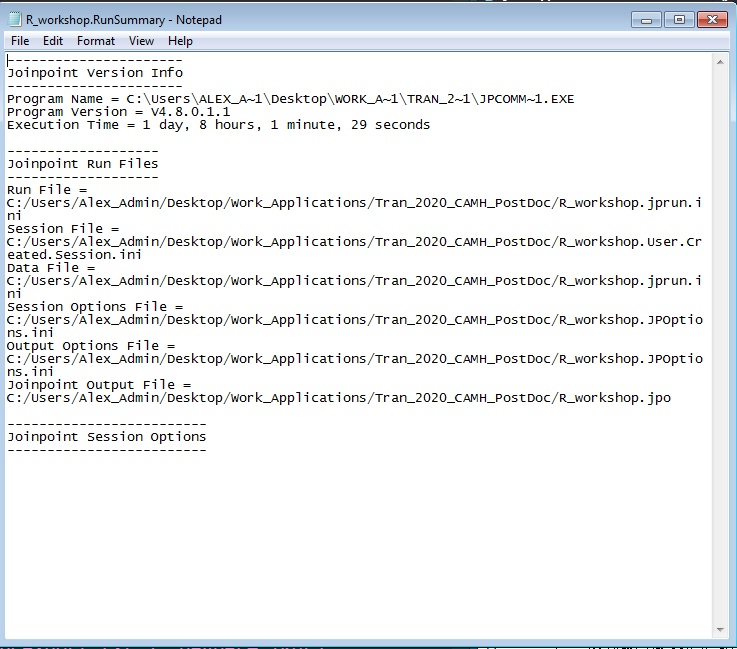 R_workshop.RunSummary - Notepad
File Edit Format View Help
----------------------
Joinpoint Version Info
----------------------
Program Name = C:\Users\ALEX_A~1\Desktop\WORK_A~1\TRAN_2~1\JPCOMM~1.EXE
Program Version = V4.8.0.1.1
Execution Time = 1 day, 8 hours, 1 minute, 29 seconds
-------------------
Joinpoint Run Files
-------------------
Run File =
C:/Users/Alex_Admin/Desktop/Work_Applications/Tran_2020_CAMH_PostDoc/R_workshop.jprun.i
ni
Session File =
C:/Users/Alex_Admin/Desktop/Work_Applications/Tran_2020_CAMH_PostDoc/R_workshop.User.Cr
eated.Session.ini
Data File =
C:/Users/Alex_Admin/Desktop/Work_Applications/Tran_2020_CAMH_PostDoc/R_workshop.jprun.i
ni
Session Options File =
C:/Users/Alex_Admin/Desktop/Work_Applications/Tran_2020_CAMH_PostDoc/R_workshop.JPOptio
ns.ini
Output Options File =
C:/Users/Alex_Admin/Desktop/Work_Applications/Tran_2020_CAMH_PostDoc/R_workshop.JPOptio
ns.ini
Joinpoint Output File =
C:/Users/Alex_Admin/Desktop/Work_Applications/Tran_2020_CAMH_PostDoc/R_workshop.jpo
-------------------------
Joinpoint Session Options
-------------------------